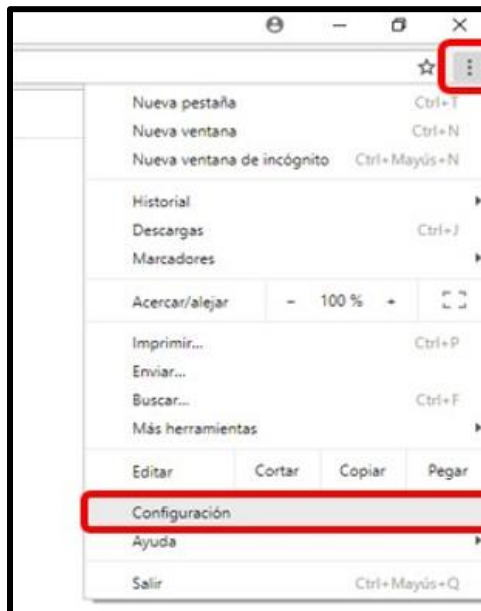 Nueva pestaña Ctrl+T
Nueva ventana Ctrl+N
Nueva ventana de incógnito Ctrl+Mayús+N
Historial
Descargas Ctrl+J
Marcadores
Acercar/alejar - 100 % +
Imprimir... Ctrl+P
Enviar...
Buscar... Ctrl+F
Más herramientas
Editar Cortar Copiar Pegar
Configuración
Ayuda
Salir Ctrl+Mayús+Q